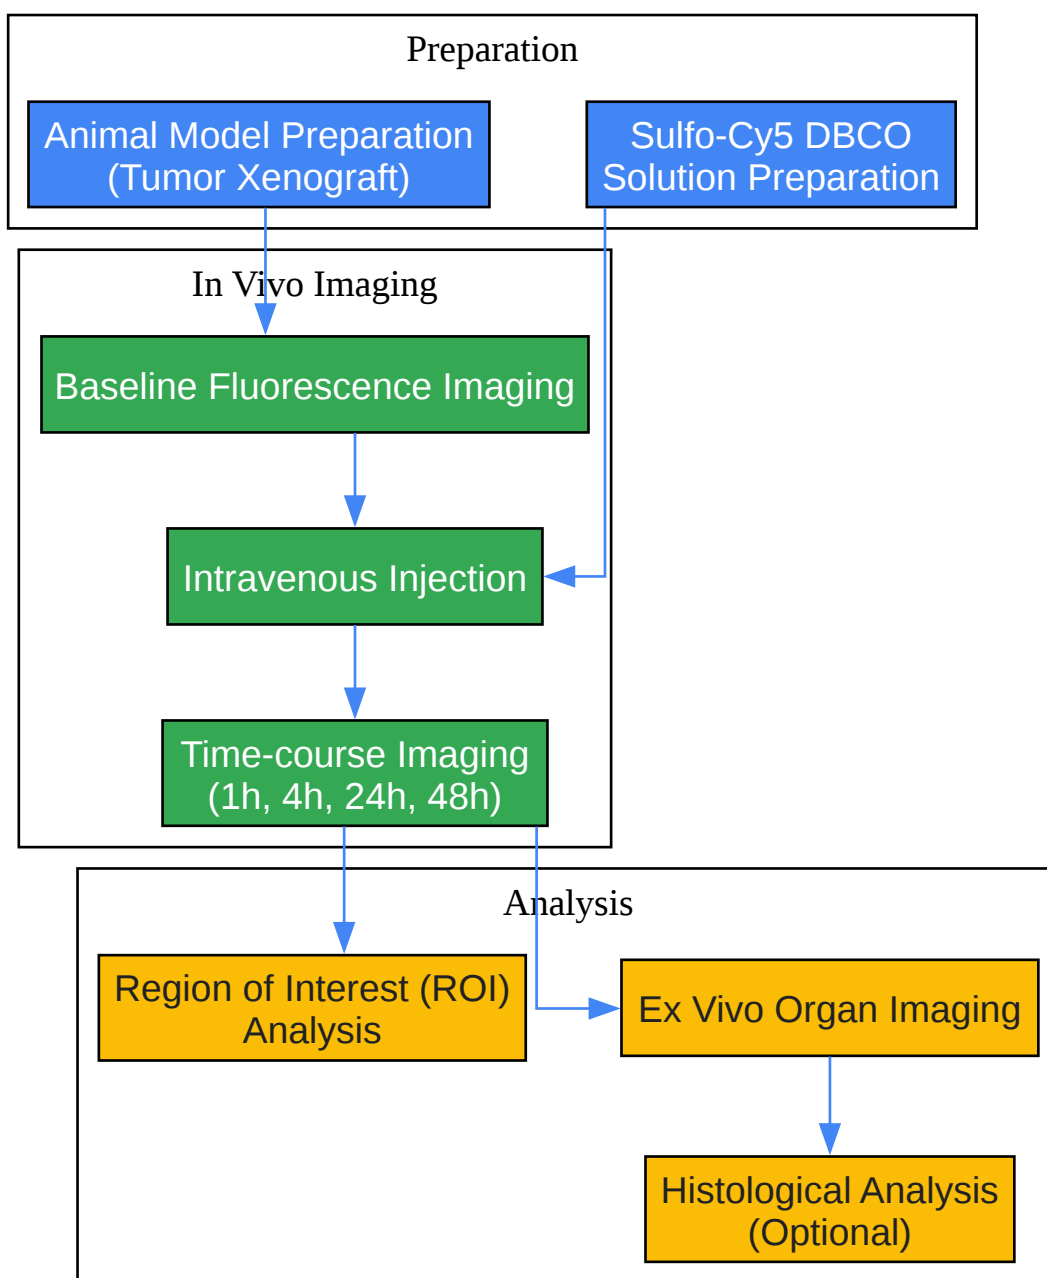 Preparation
Animal Model Preparation
(Tumor Xenograft)
Sulfo-Cy5 DBCO
Solution Preparation
In Vivo Imaging
Baseline Fluorescence Imaging
Intravenous Injection
Time-course Imaging
(1h, 4h, 24h, 48h)
Analysis
Region of Interest (ROI)
Analysis
Ex Vivo Organ Imaging
Histological Analysis
(Optional)